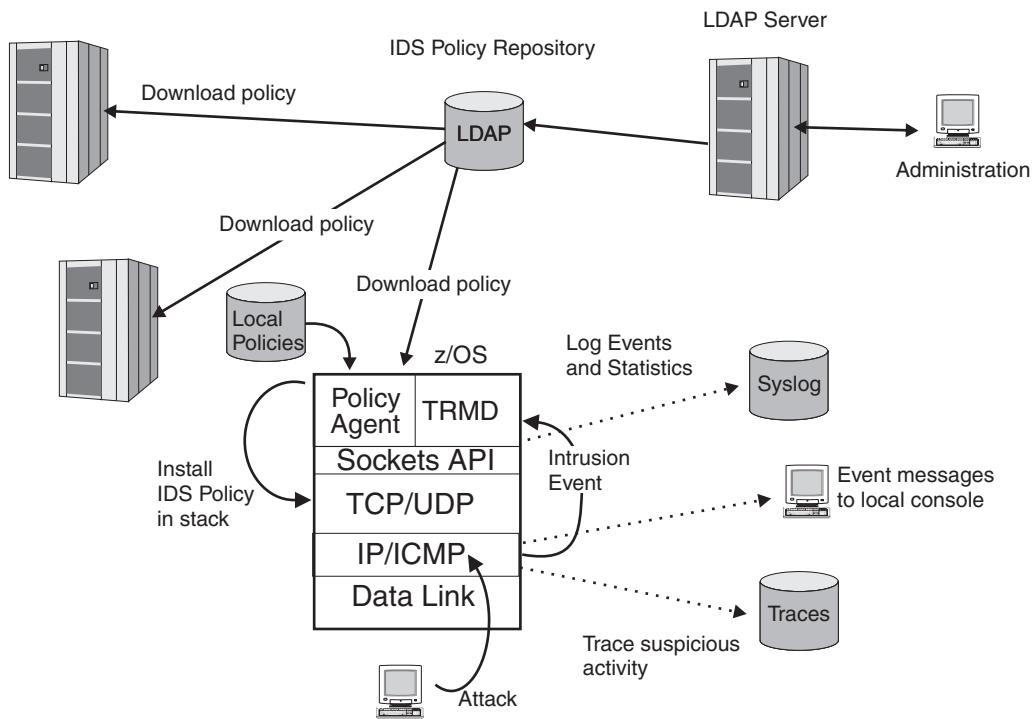 LDAP Server
IDS Policy Repository
Download policy
LDAP
Administration
Download policy
Download policy
Local
Policies
z/OS
Log Events
and Statistics
Syslog
Policy
Agent
TRMD
Sockets API
Intrusion
Event
Install
IDS Policy
in stack
TCP/UDP
Event messages
to local console
IP/ICMP
Data Link
Traces
Trace suspicious
activity
Attack